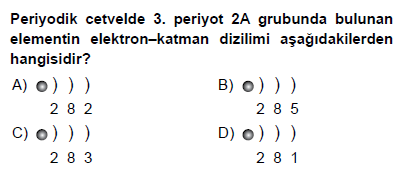 Periyodik cetvelde 3. periyot 2A grubunda bulunan
elementin elektron–katman dizilimi aşağıdakilerden
hangisidir?
A) ) ) )
2 8 2
B) ) ) )
2 8 5
C) ) ) )
2 8 3
D) ) ) )
2 8 1